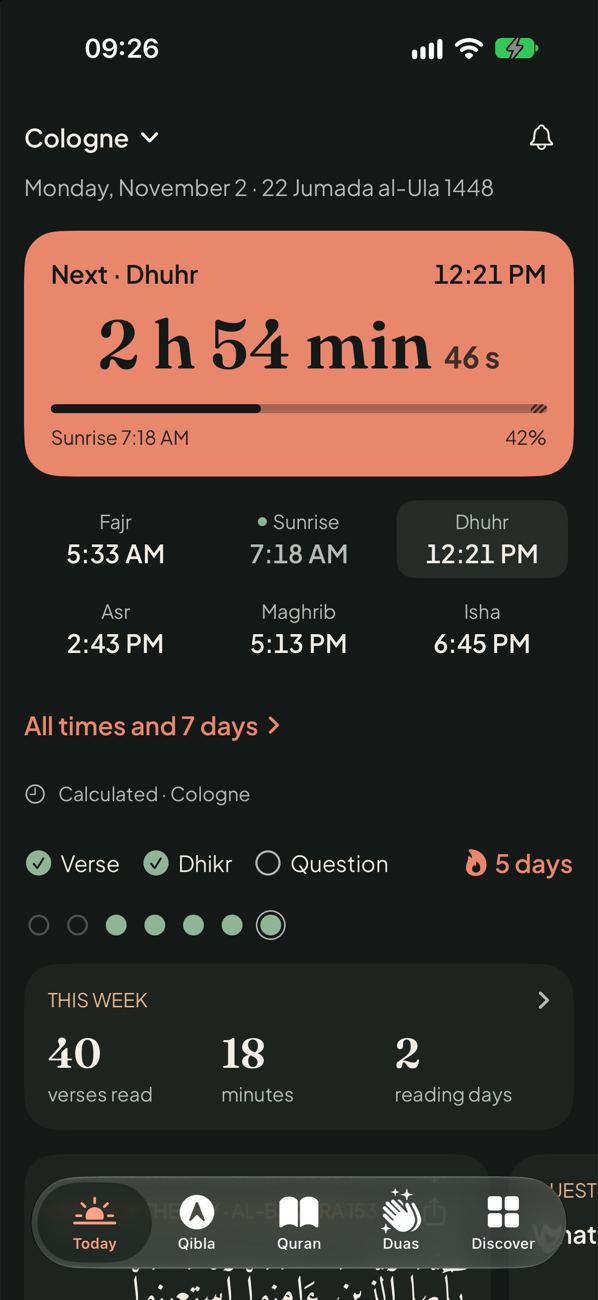 09:26
Cologne
Monday, November 2 · 22 Jumada al-Ula 1448
Next · Dhuhr 12:21 PM
2 h 54 min 46 s
Sunrise 7:18 AM 42%
Fajr Sunrise Dhuhr
5:33 AM 7:18 AM 12:21 PM
Asr Maghrib Isha
2:43 PM 5:13 PM 6:45 PM
All times and 7 days
Calculated · Cologne
Verse Dhikr Question 5 days
THIS WEEK
40 18 2
verses read minutes reading days
Today Qibla Quran Duas Discover